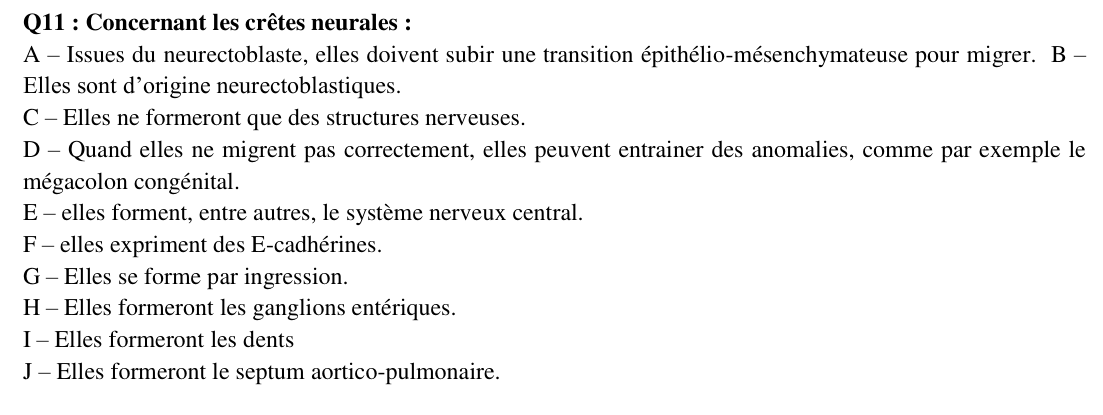 Q11 : Concernant les crêtes neurales :
A – Issues du neurectoblaste, elles doivent subir une transition épithélio-mésenchymateuse pour migrer. B –
Elles sont d’origine neurectoblastiques.
C – Elles ne formeront que des structures nerveuses.
D – Quand elles ne migrent pas correctement, elles peuvent entrainer des anomalies, comme par exemple le
mégacolon congénital.
E – elles forment, entre autres, le système nerveux central.
F – elles expriment des E-cadhérines.
G – Elles se forme par ingression.
H – Elles formeront les ganglions entériques.
I – Elles formeront les dents
J – Elles formeront le septum aortico-pulmonaire.